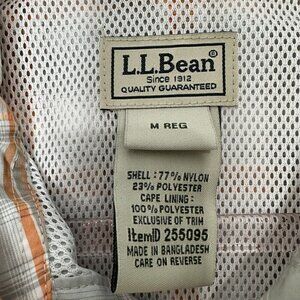 L.L.Bean®
Since 1912
QUALITY GUARANTEED
M REG
SHELL : 77% NYLON
23% POLYESTER
CAPE LINING :
100% POLYESTER
EXCLUSIVE OF TRIM
ItemID 255095
MADE IN BANGLADESH
CARE ON REVERSE